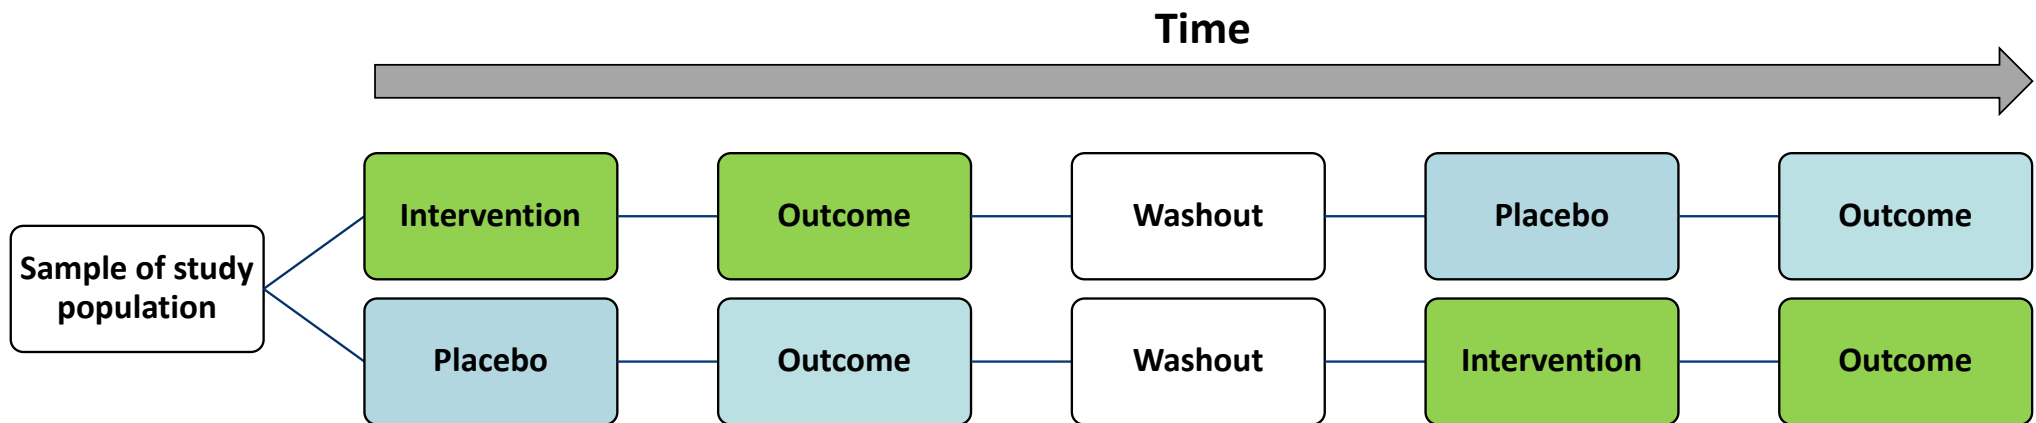 Time
Intervention
Outcome
Washout
Placebo
Outcome
Sample of study
population
Placebo
Outcome
Washout
Intervention
Outcome